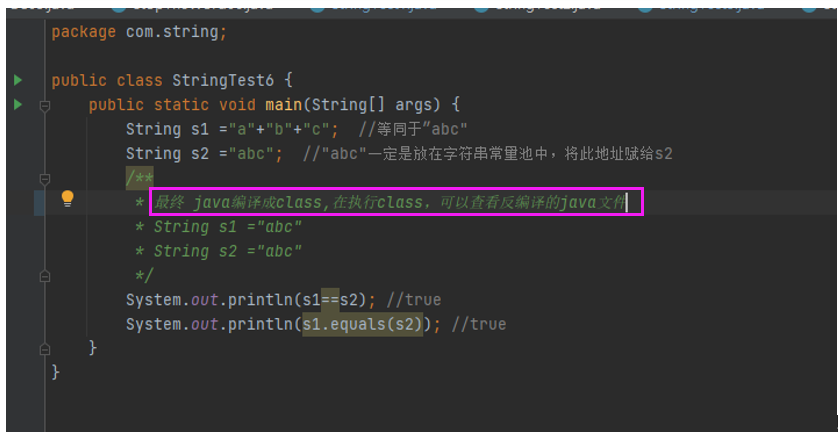 package com.string;
public class StringTest6 {
public static void main(String[] args) {
String s1 ="a"+"b"+"c"; //等同于”abc"
String s2 ="abc"; //"abc"一定是放在字符串常量池中，将此地址赋给s2
/**
* 最终 java编译成class,在执行class，可以查看反编译的java文件
* String s1 ="abc"
* String s2 ="abc"
*/
System.out.println(s1==s2); //true
System.out.println(s1.equals(s2)); //true
}
}